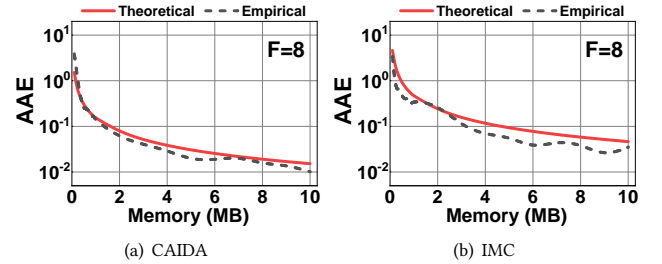 Theoretical Empirical
F=8
AAE
10¹
10⁰
10⁻¹
10⁻²
0 2 4 6 8 10
Memory (MB)
(a) CAIDA
Theoretical Empirical
F=8
AAE
10¹
10⁰
10⁻¹
10⁻²
0 2 4 6 8 10
Memory (MB)
(b) IMC